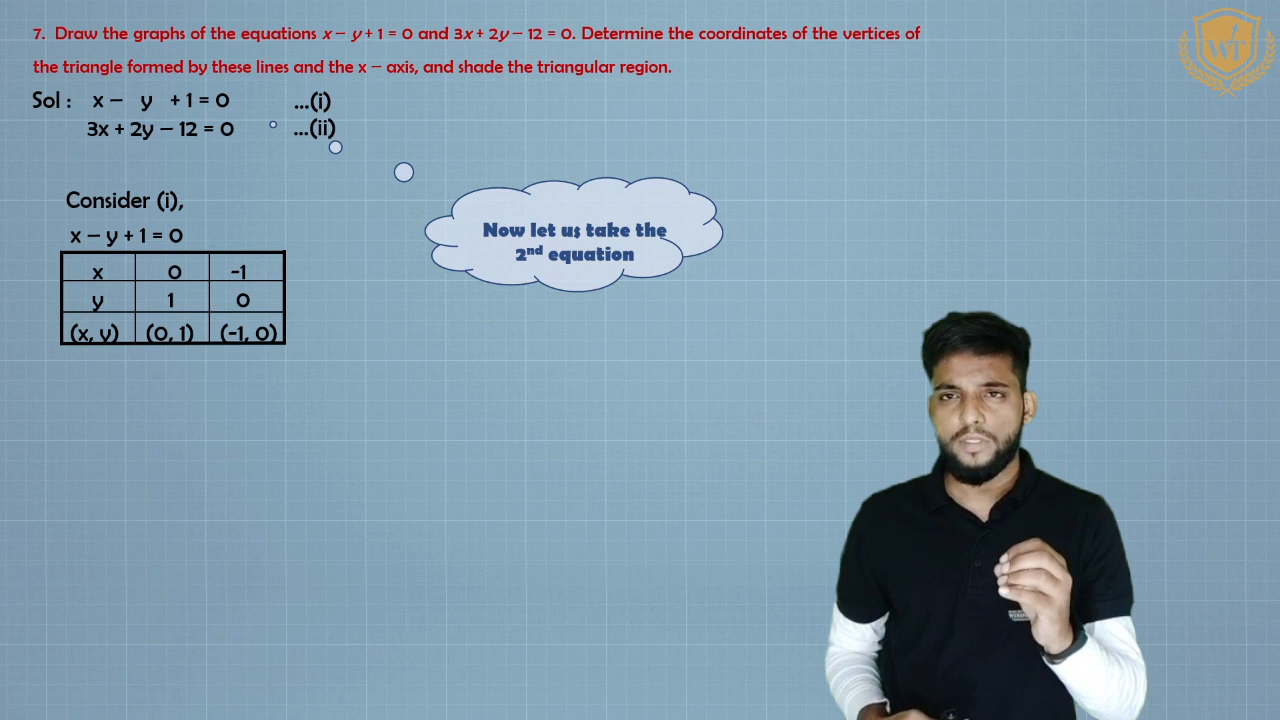 7. Draw the graphs of the equations x – y + 1 = 0 and 3x + 2y – 12 = 0. Determine the coordinates of the vertices of
the triangle formed by these lines and the x – axis, and shade the triangular region.
Sol : x – y + 1 = 0 ...(i)
3x + 2y – 12 = 0 ...(ii)
Consider (i),
x – y + 1 = 0
x 0 -1
y 1 0
(x, y) (0, 1) (-1, 0)
Now let us take the
2nd equation
WT